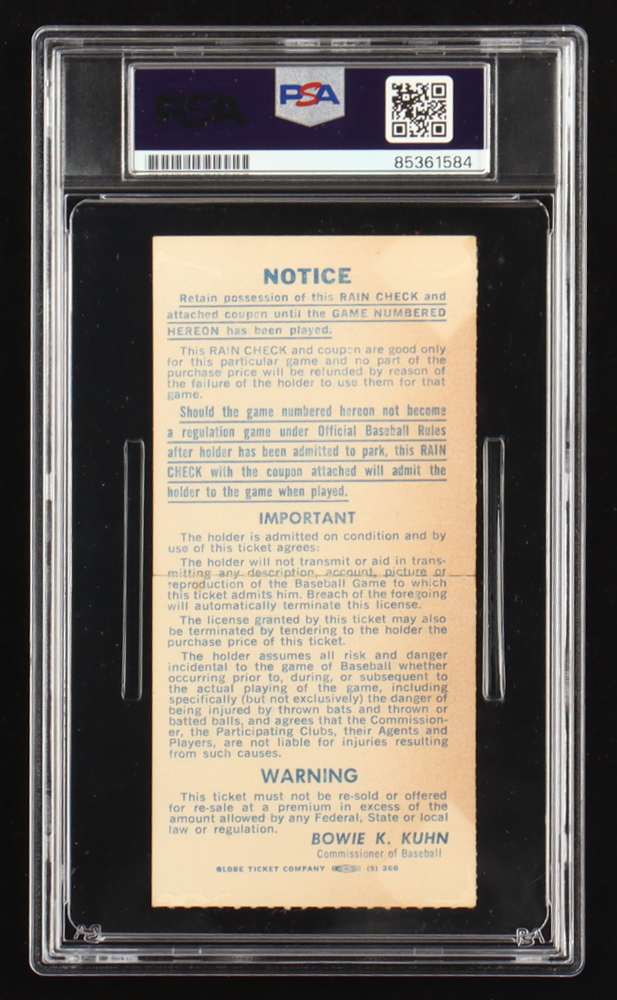 PSA
PSA
85361584
NOTICE
Retain possession of this RAIN CHECK and
attached coupon until the GAME NUMBERED
HEREON has been played.
This RAIN CHECK and coupon are good only
for this particular game and no part of the
purchase price will be refunded by reason of
the failure of the holder to use them for that
game.
Should the game numbered hereon not become
a regulation game under Official Baseball Rules
after holder has been admitted to park, this RAIN
CHECK with the coupon attached will admit the
holder to the game when played.
IMPORTANT
The holder is admitted on condition and by
use of this ticket agrees:
The holder will not transmit or aid in trans-
mitting any description, account, picture or
reproduction of the Baseball Game to which
this ticket admits him. Breach of the foregoing
will automatically terminate this license.
The license granted by this ticket may also
be terminated by tendering to the holder the
purchase price of this ticket.
The holder assumes all risk and danger
incidental to the game of Baseball whether
occurring prior to, during, or subsequent to
the actual playing of the game, including
specifically (but not exclusively) the danger of
being injured by thrown bats and thrown or
batted balls, and agrees that the Commission-
er, the Participating Clubs, their Agents and
Players, are not liable for injuries resulting
from such causes.
WARNING
This ticket must not be re-sold or offered
for re-sale at a premium in excess of the
amount allowed by any Federal, State or local
law or regulation.
BOWIE K. KUHN
Commissioner of Baseball
GLOBE TICKET COMPANY (5) 260
PSA
PSA